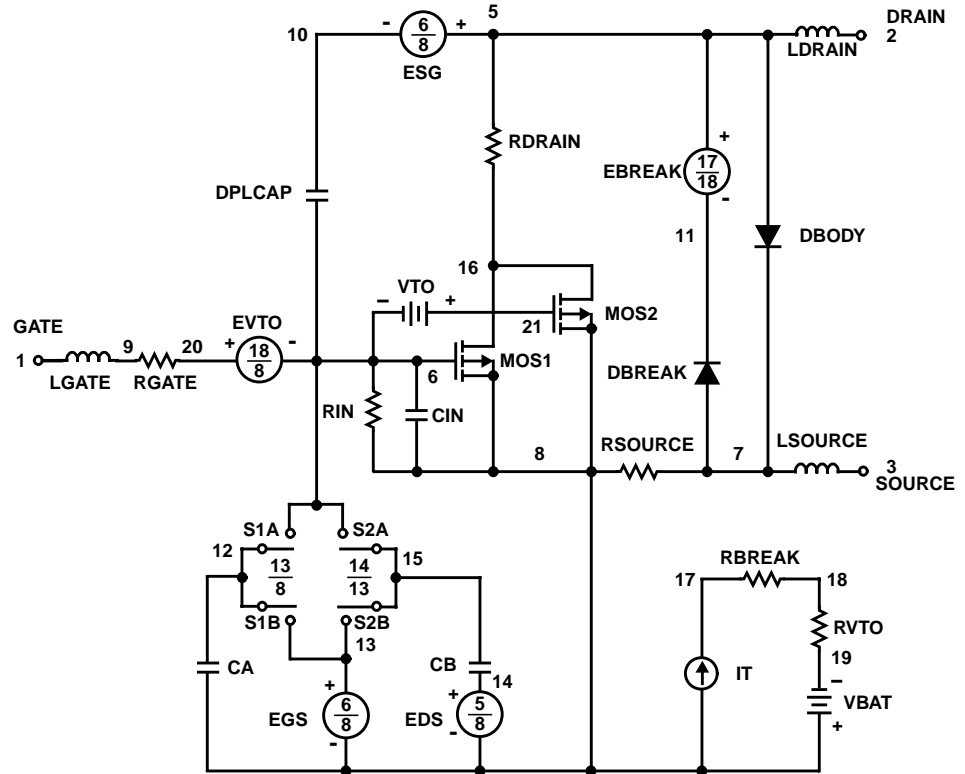 5
DRAIN
2
10
- 6/8 +
ESG
LDRAIN
RDRAIN
+
EBREAK 17/18
-
DPLCAP
11
DBODY
16
VTO
- +
MOS2
21
GATE
EVTO
1
9
20
+ 18/8 -
6
MOS1
LGATE
RGATE
DBREAK
RIN
CIN
8
RSOURCE
7
LSOURCE
3
SOURCE
S1A
S2A
12
13/8
14/13
15
RBREAK
17
18
S1B
S2B
13
RVTO
19
CA
CB
14
IT
-
VBAT
+
+
EGS 6/8
-
+
EDS 5/8
-